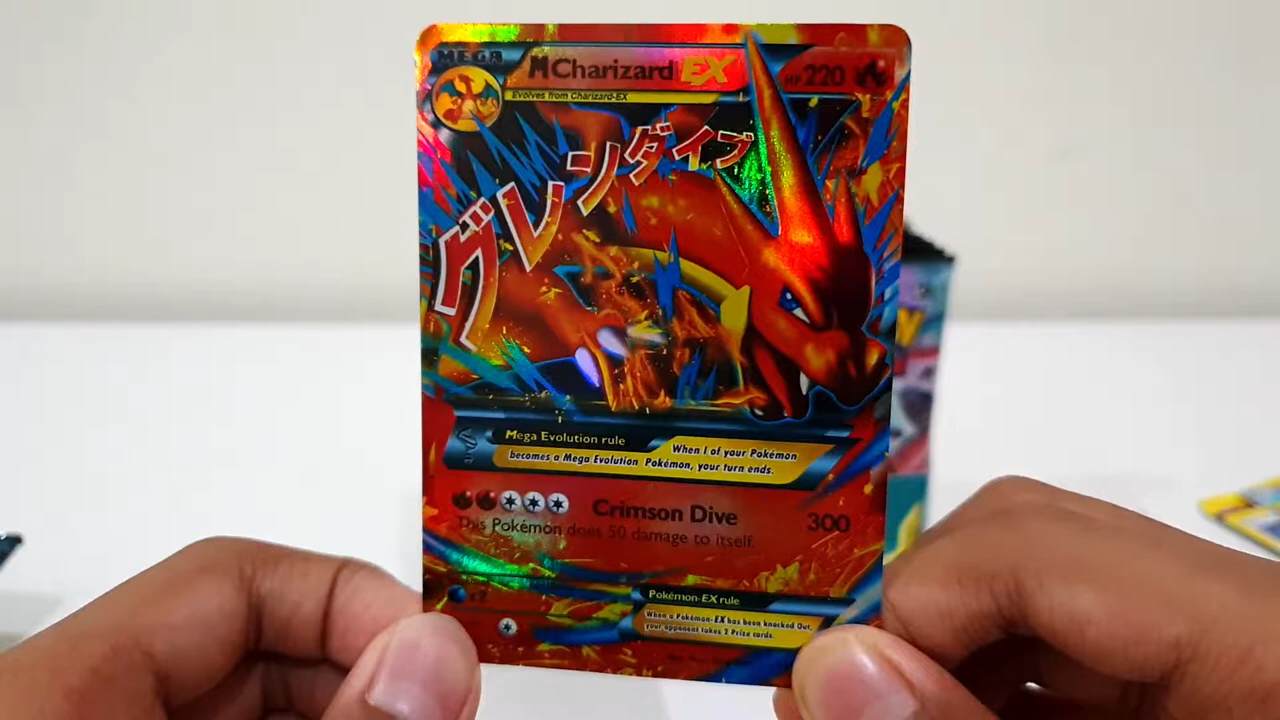 MEGA
MCharizard EX
HP 220
Evolves from Charizard-EX
グレンダイブ
Mega Evolution rule
When 1 of your Pokémon
becomes a Mega Evolution Pokémon, your turn ends.
Crimson Dive 300
This Pokémon does 50 damage to itself.
×2
Pokémon-EX rule
When a Pokémon-EX has been Knocked Out,
your opponent takes 2 Prize cards.